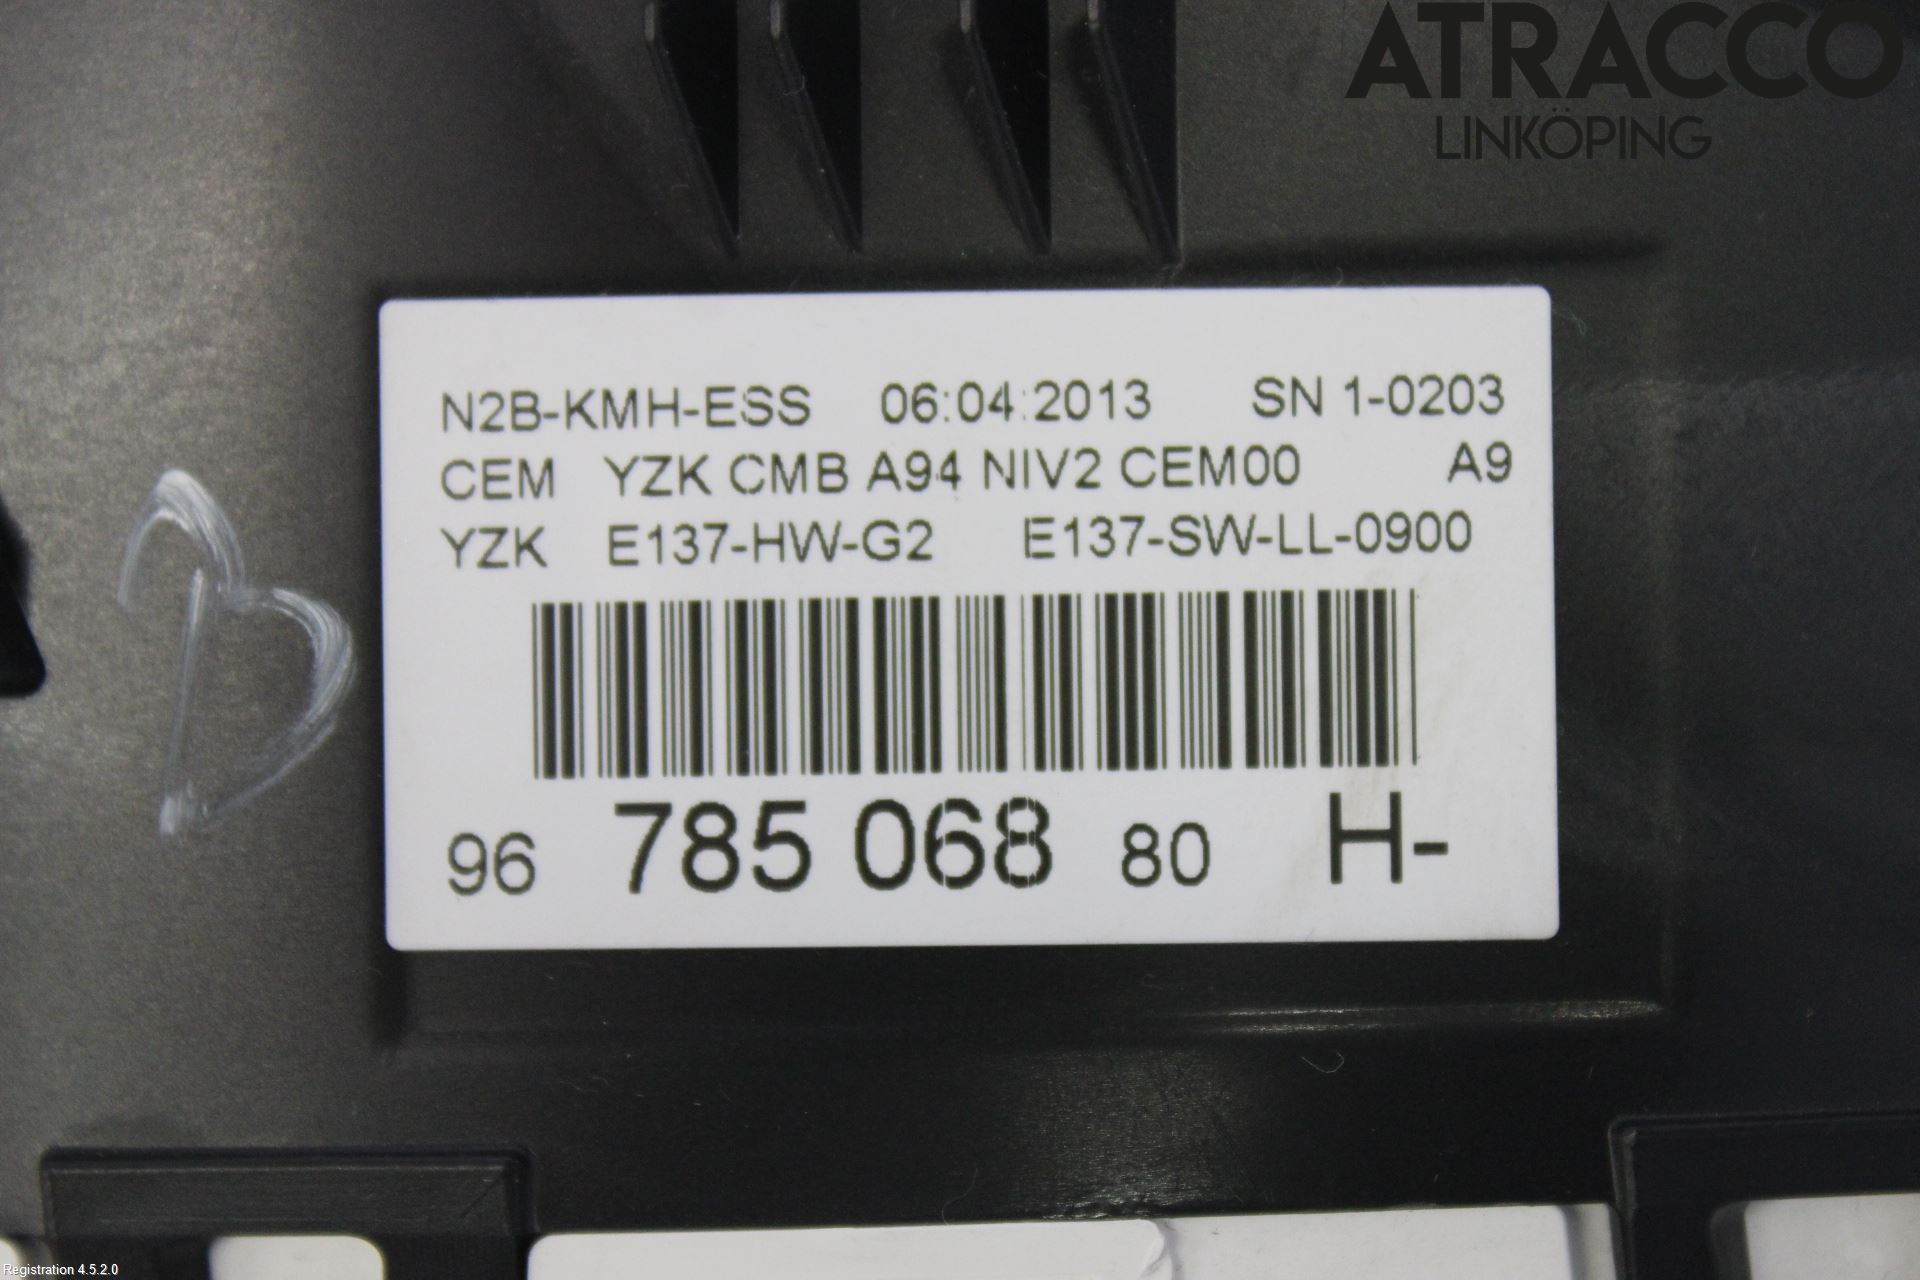 ATRACCO
LINKÖPING
N2B-KMH-ESS 06:04:2013 SN 1-0203
CEM YZK CMB A94 NIV2 CEM00 A9
YZK E137-HW-G2 E137-SW-LL-0900
96 785 068 80 H-
B
Registration 4.5.2.0